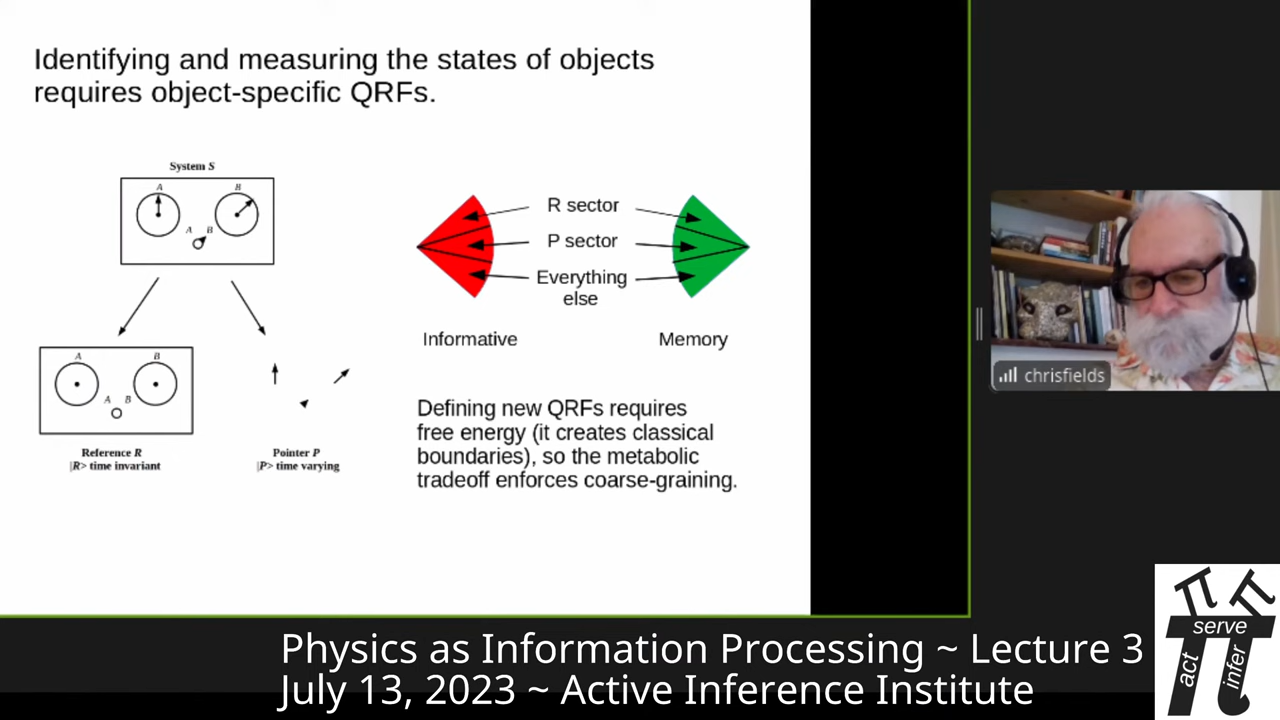 Identifying and measuring the states of objects
requires object-specific QRFs.
System S
A B
A B
A B
A B
Reference R
|R> time invariant
Pointer P
|P> time varying
R sector
P sector
Everything
else
Informative
Memory
Defining new QRFs requires
free energy (it creates classical
boundaries), so the metabolic
tradeoff enforces coarse-graining.
chrisfields
Physics as Information Processing ~ Lecture 3
July 13, 2023 ~ Active Inference Institute
π π
serve
act
infer